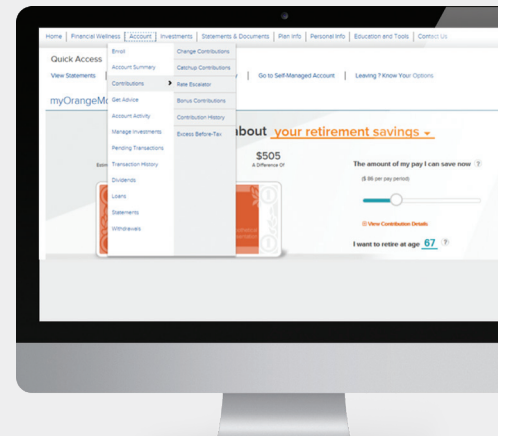 Home | Financial Wellness | Account | Investments | Statements & Documents | Plan Info | Personal Info | Education and Tools | Contact Us
Quick Access
View Statements | Go to Self-Managed Account | Leaving ? Know Your Options
Enroll
Account Summary
Contributions
Get Advice
Account Activity
Manage Investments
Pending Transactions
Transaction History
Dividends
Loans
Statements
Withdrawals
Change Contributions
Catchup Contributions
Rate Escalator
Bonus Contributions
Contribution History
Excess Before-Tax
myOrangeMo
about your retirement savings
Estim
$505
A Difference Of
The amount of my pay I can save now ?
per pay period)
View Contribution Details
I want to retire at age 67 ?